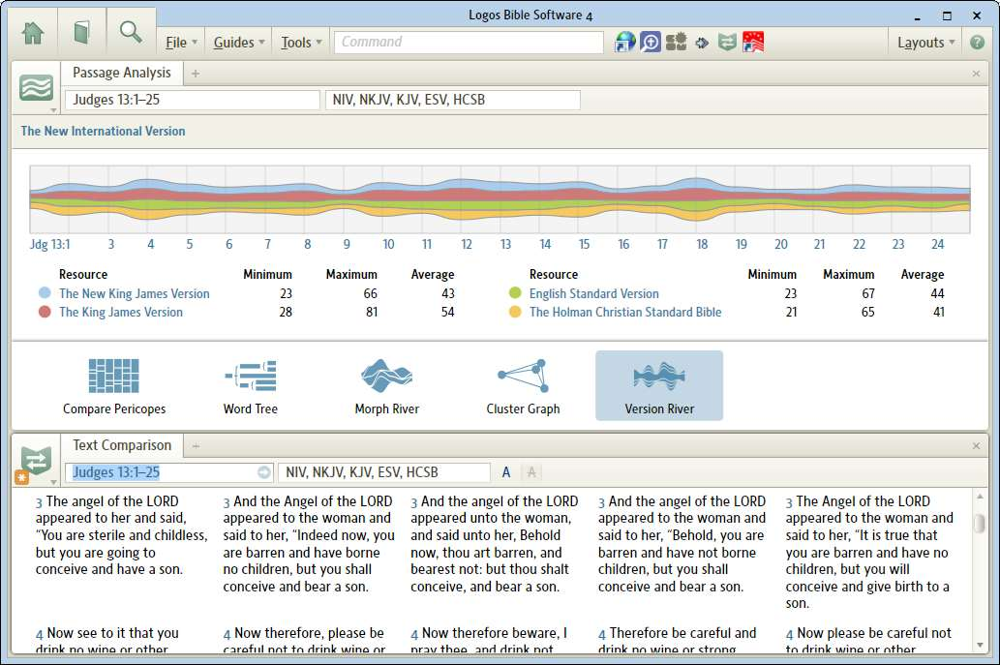 Logos Bible Software 4
File Guides Tools Command Layouts ?
Passage Analysis
Judges 13:1–25 NIV, NKJV, KJV, ESV, HCSB
The New International Version
Jdg 13:1 3 4 5 6 7 8 9 10 11 12 13 14 15 16 17 18 19 20 21 22 23 24
Resource Minimum Maximum Average Resource Minimum Maximum Average
The New King James Version 23 66 43 English Standard Version 23 67 44
The King James Version 28 81 54 The Holman Christian Standard Bible 21 65 41
Compare Pericopes Word Tree Morph River Cluster Graph Version River
Text Comparison
Judges 13:1–25 NIV, NKJV, KJV, ESV, HCSB A A
3 The angel of the LORD
appeared to her and said,
“You are sterile and childless,
but you are going to
conceive and have a son.
4 Now see to it that you
drink no wine or other
3 And the Angel of the LORD
appeared to the woman and
said to her, “Indeed now, you
are barren and have borne
no children, but you shall
conceive and bear a son.
4 Now therefore, please be
careful not to drink wine or
3 And the angel of the LORD
appeared unto the woman,
and said unto her, Behold
now, thou art barren, and
bearest not: but thou shalt
conceive, and bear a son.
4 Now therefore beware, I
pray thee, and drink not
3 And the angel of the LORD
appeared to the woman and
said to her, “Behold, you are
barren and have not borne
children, but you shall
conceive and bear a son.
4 Therefore be careful and
drink no wine or strong
3 The Angel of the LORD
appeared to the woman and
said to her, “It is true that
you are barren and have no
children, but you will
conceive and give birth to a
son.
4 Now please be careful not
to drink wine or other